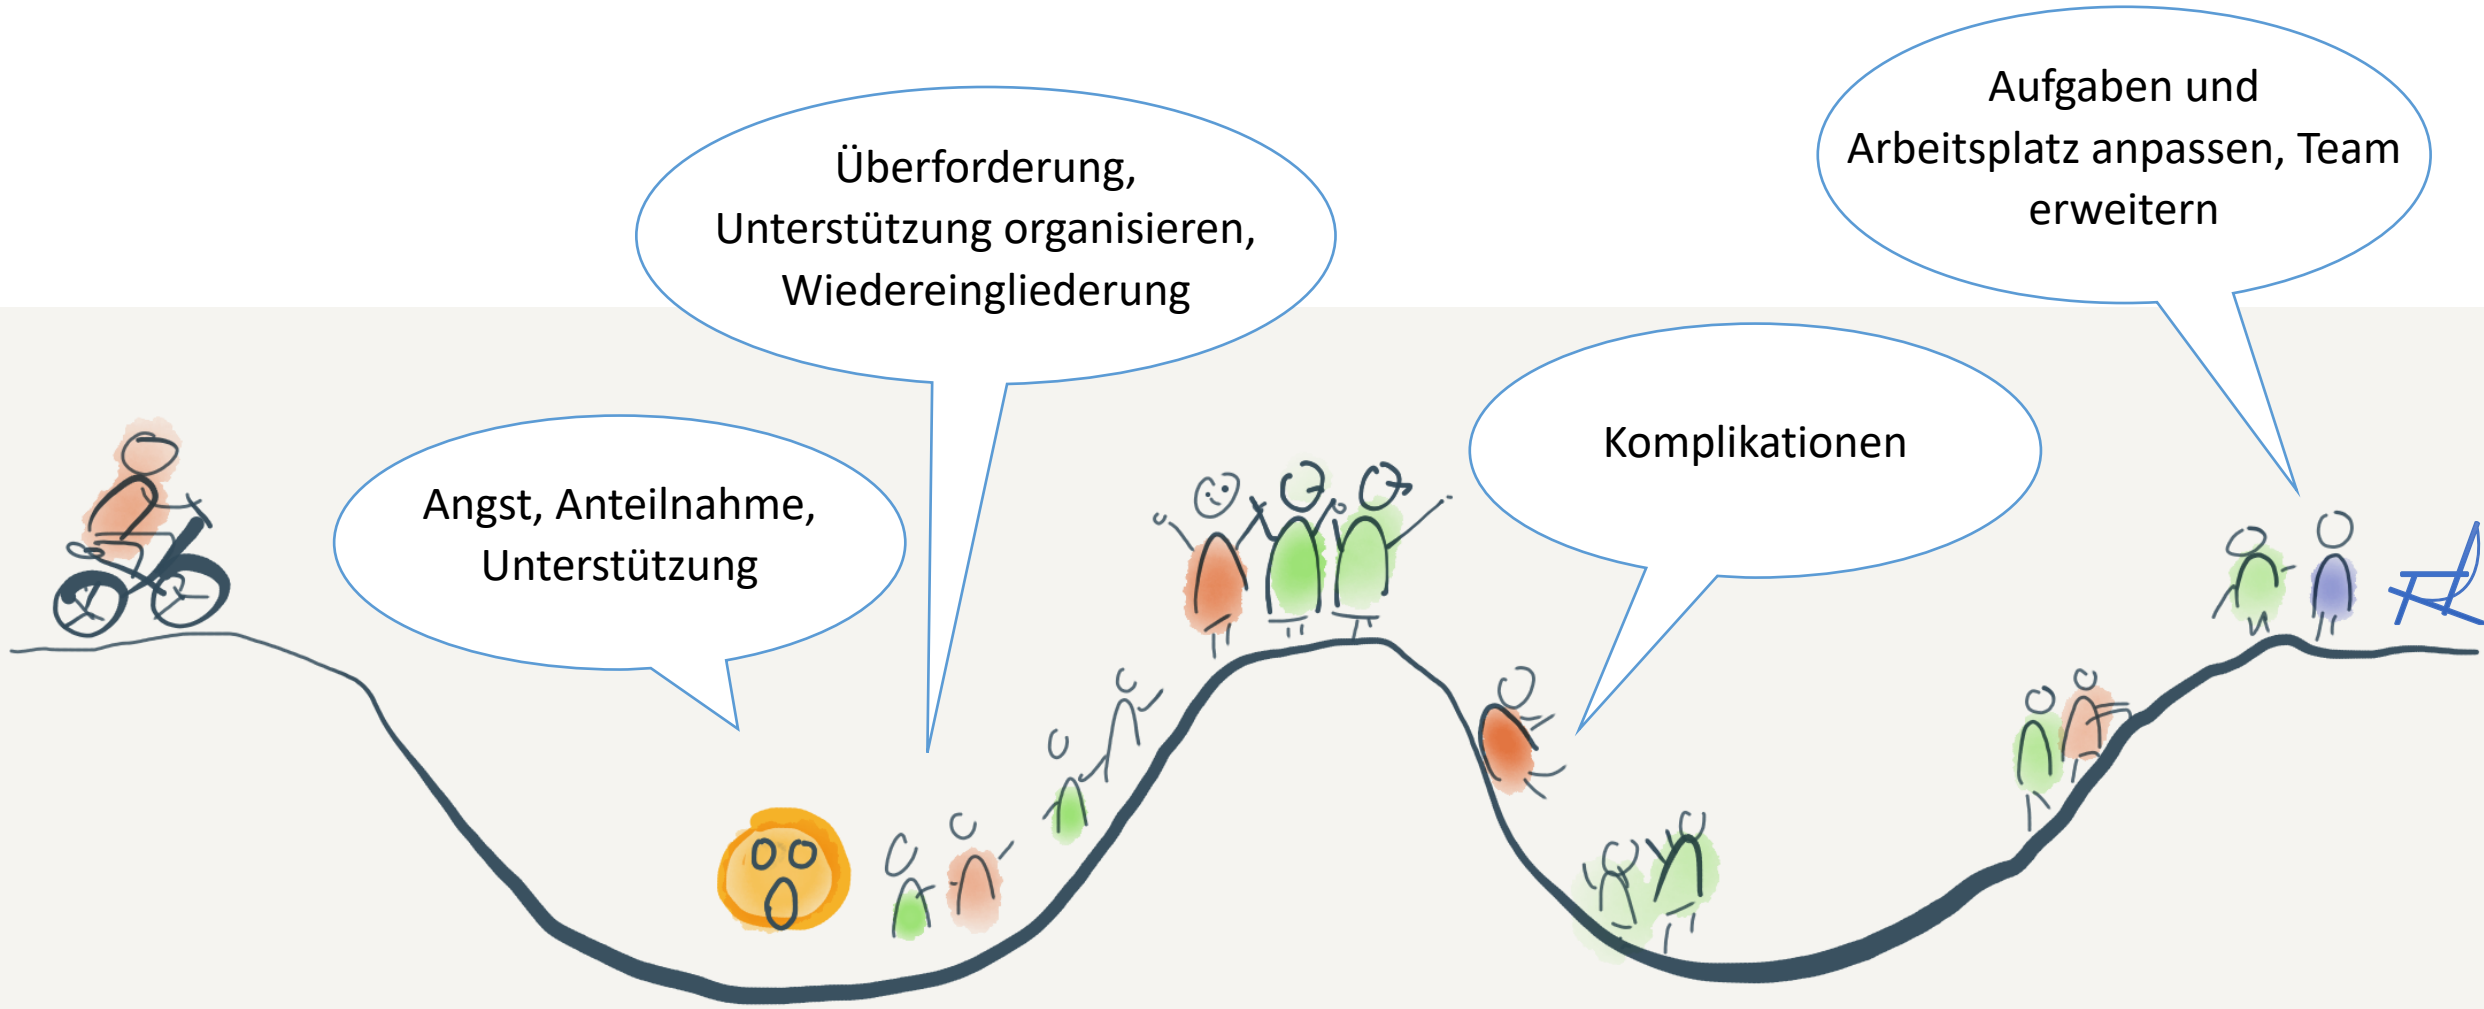 Angst, Anteilnahme,
Unterstützung
Überforderung,
Unterstützung organisieren,
Wiedereingliederung
Komplikationen
Aufgaben und
Arbeitsplatz anpassen, Team
erweitern